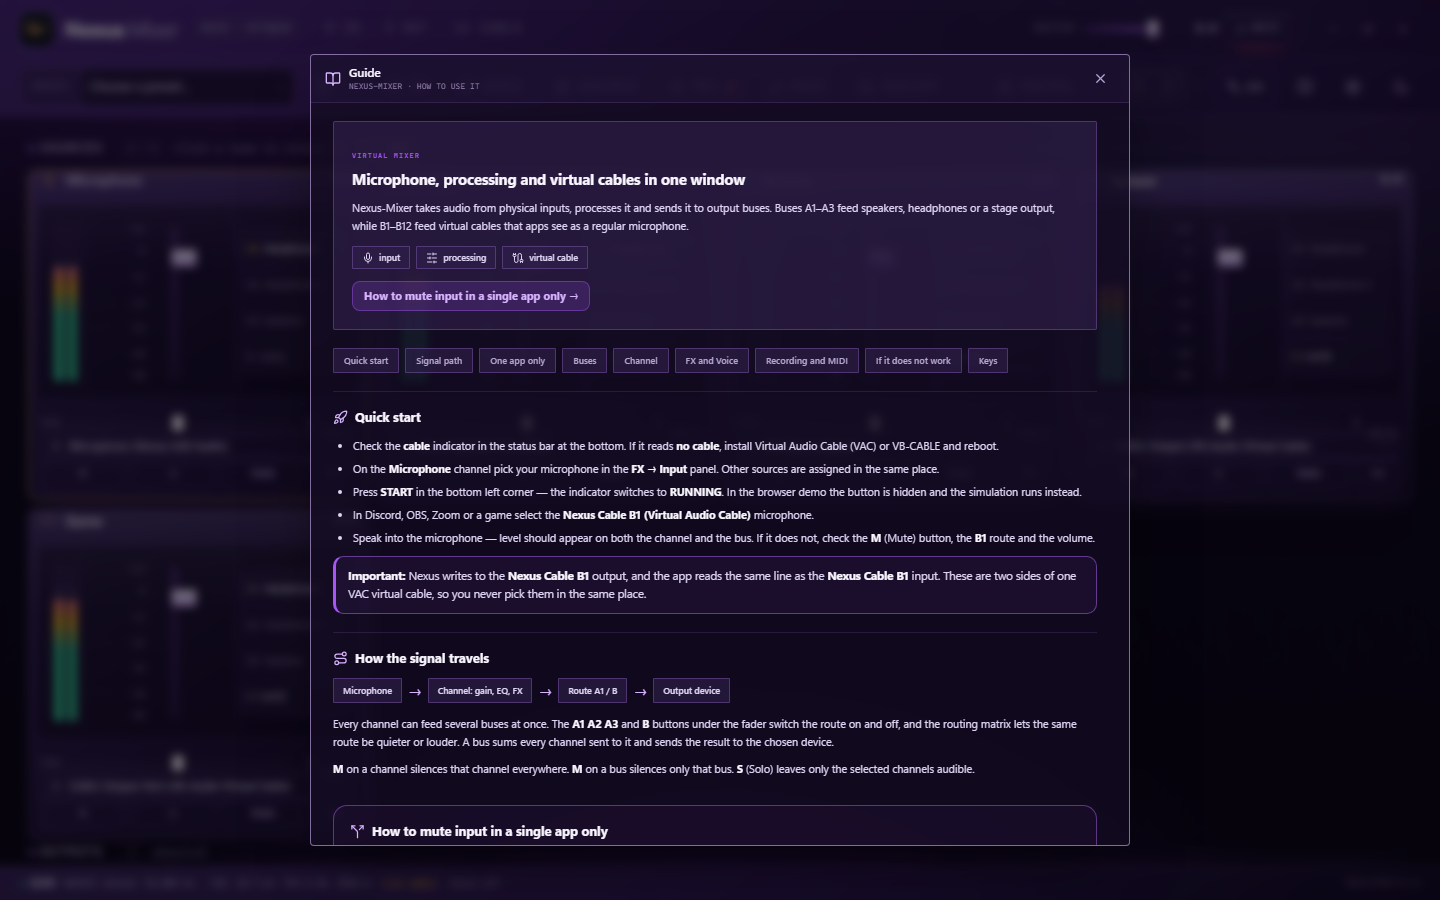 Guide
NEXUS-MIXER · HOW TO USE IT
VIRTUAL MIXER
Microphone, processing and virtual cables in one window
Nexus-Mixer takes audio from physical inputs, processes it and sends it to output buses. Buses A1–A3 feed speakers, headphones or a stage output,
while B1–B12 feed virtual cables that apps see as a regular microphone.
input
processing
virtual cable
How to mute input in a single app only →
Quick start
Signal path
One app only
Buses
Channel
FX and Voice
Recording and MIDI
If it does not work
Keys
Quick start
• Check the cable indicator in the status bar at the bottom. If it reads no cable, install Virtual Audio Cable (VAC) or VB-CABLE and reboot.
• On the Microphone channel pick your microphone in the FX → Input panel. Other sources are assigned in the same place.
• Press START in the bottom left corner — the indicator switches to RUNNING. In the browser demo the button is hidden and the simulation runs instead.
• In Discord, OBS, Zoom or a game select the Nexus Cable B1 (Virtual Audio Cable) microphone.
• Speak into the microphone — level should appear on both the channel and the bus. If it does not, check the M (Mute) button, the B1 route and the volume.
Important: Nexus writes to the Nexus Cable B1 output, and the app reads the same line as the Nexus Cable B1 input. These are two sides of one
VAC virtual cable, so you never pick them in the same place.
How the signal travels
Microphone → Channel: gain, EQ, FX → Route A1 / B → Output device
Every channel can feed several buses at once. The A1 A2 A3 and B buttons under the fader switch the route on and off, and the routing matrix lets the same
route be quieter or louder. A bus sums every channel sent to it and sends the result to the chosen device.
M on a channel silences that channel everywhere. M on a bus silences only that bus. S (Solo) leaves only the selected channels audible.
How to mute input in a single app only